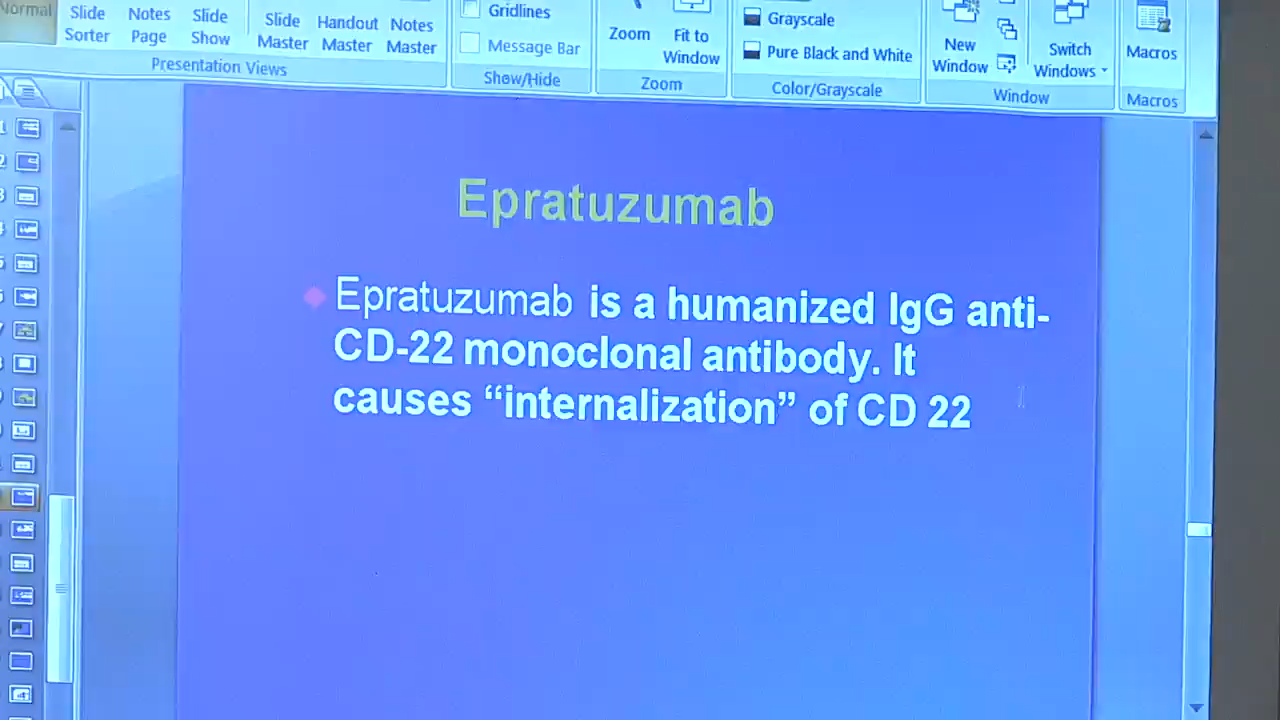 Normal
Slide Sorter
Notes Page
Slide Show
Slide Master
Handout Master
Notes Master
Presentation Views
Gridlines
Message Bar
Show/Hide
Zoom
Fit to Window
Zoom
Grayscale
Pure Black and White
Color/Grayscale
New Window
Switch Windows
Window
Macros
Macros
Epratuzumab
Epratuzumab is a humanized IgG anti-
CD-22 monoclonal antibody. It
causes “internalization” of CD 22